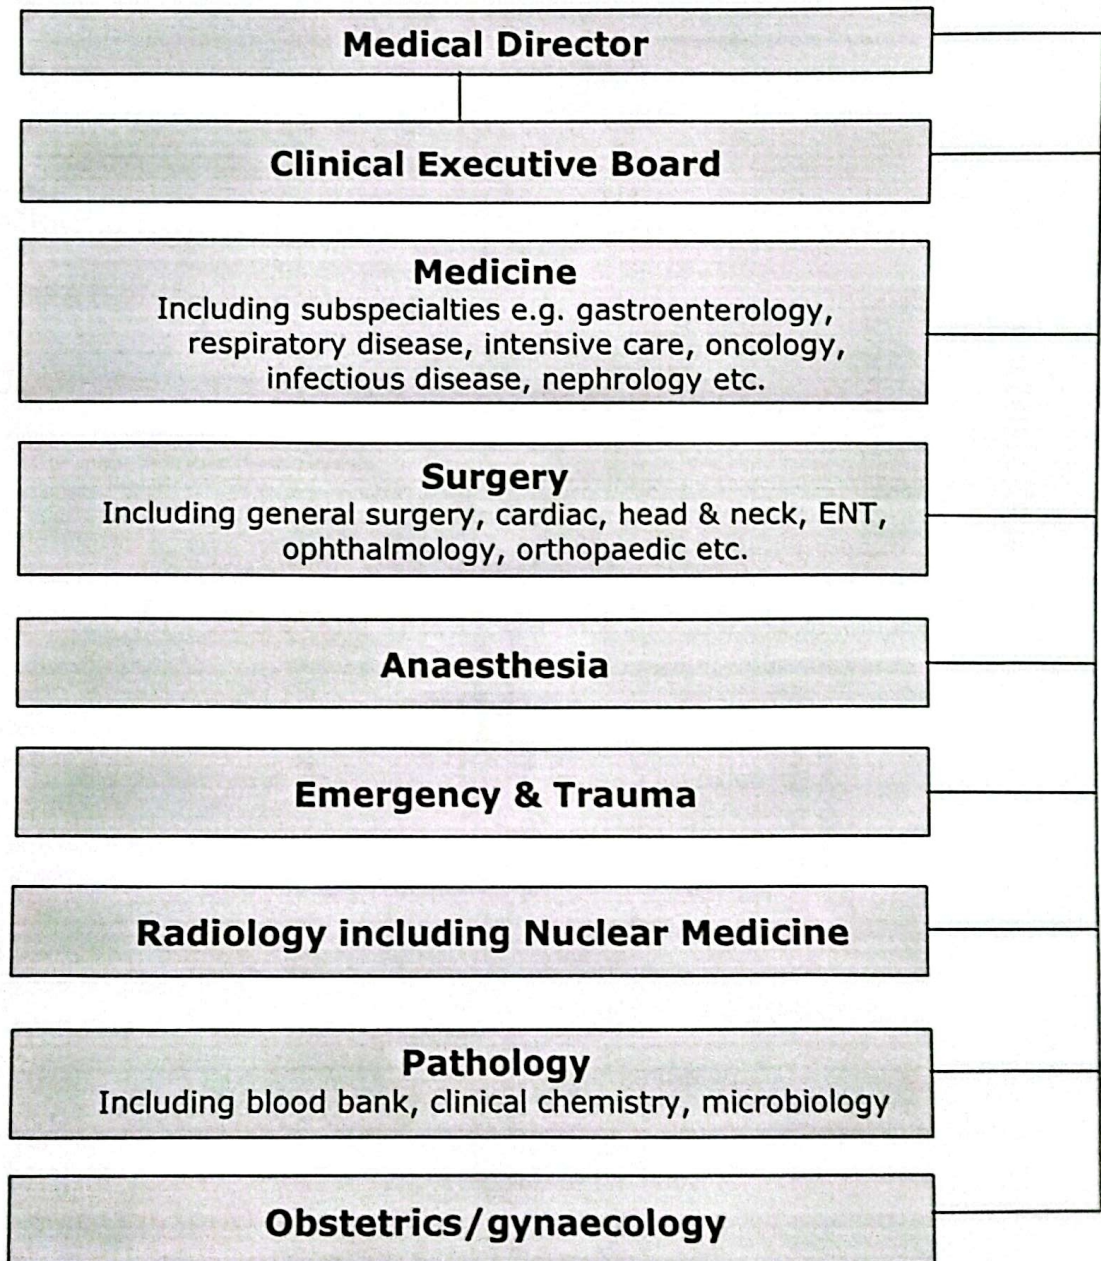 Medical Director
Clinical Executive Board
Medicine
Including subspecialties e.g. gastroenterology,
respiratory disease, intensive care, oncology,
infectious disease, nephrology etc.
Surgery
Including general surgery, cardiac, head & neck, ENT,
ophthalmology, orthopaedic etc.
Anaesthesia
Emergency & Trauma
Radiology including Nuclear Medicine
Pathology
Including blood bank, clinical chemistry, microbiology
Obstetrics/gynaecology